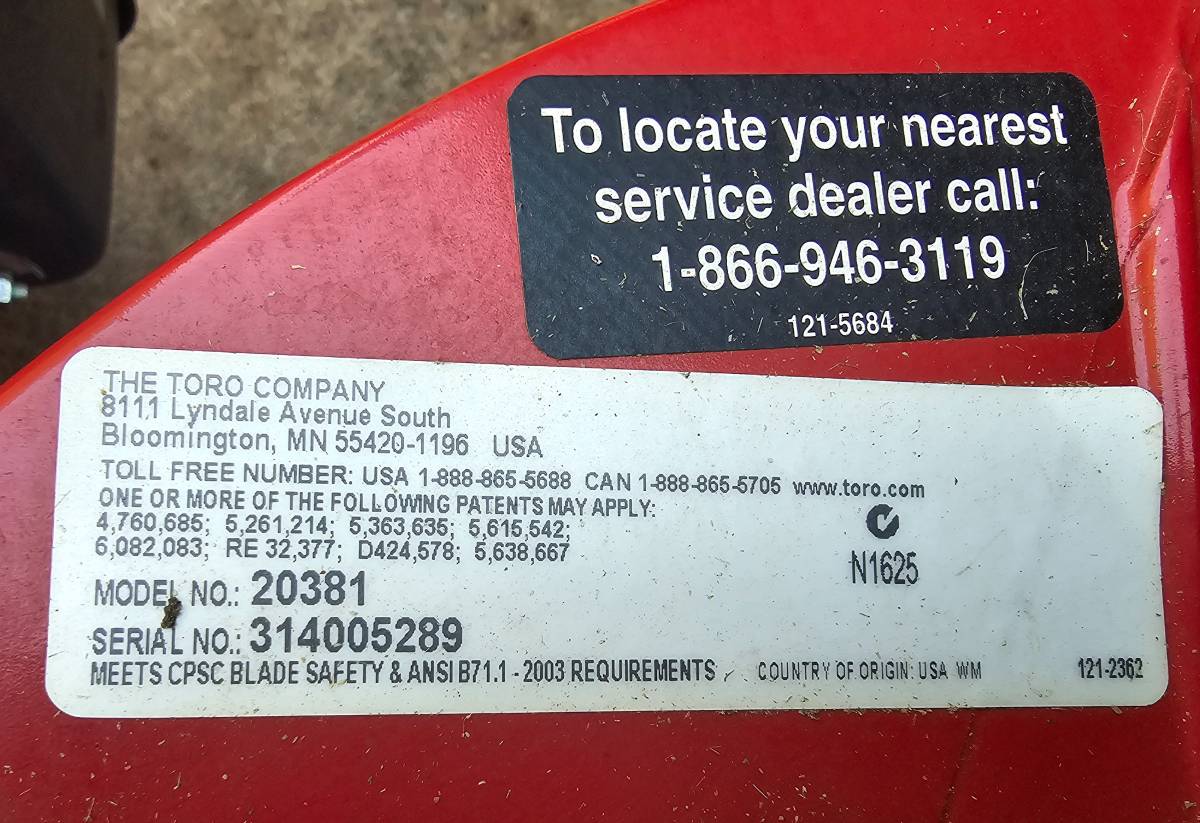 To locate your nearest
service dealer call:
1-866-946-3119
121-5684
THE TORO COMPANY
8111 Lyndale Avenue South
Bloomington, MN 55420-1196 USA
TOLL FREE NUMBER: USA 1-888-865-5688 CAN 1-888-865-5705 www.toro.com
ONE OR MORE OF THE FOLLOWING PATENTS MAY APPLY:
4,760,685; 5,261,214; 5,363,635; 5,615,542;
6,082,083; RE 32,377; D424,578; 5,638,667
N1625
MODEL NO.: 20381
SERIAL NO.: 314005289
MEETS CPSC BLADE SAFETY & ANSI B71.1 - 2003 REQUIREMENTS COUNTRY OF ORIGIN: USA WM 121-2362